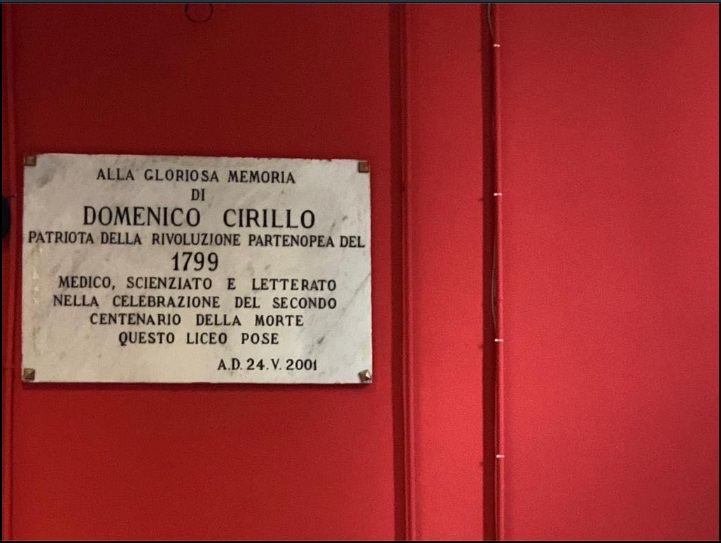 ALLA GLORIOSA MEMORIA
DI
DOMENICO CIRILLO
PATRIOTA DELLA RIVOLUZIONE PARTENOPEA DEL
1799
MEDICO, SCIENZIATO E LETTERATO
NELLA CELEBRAZIONE DEL SECONDO
CENTENARIO DELLA MORTE
QUESTO LICEO POSE
A.D. 24.V. 2001